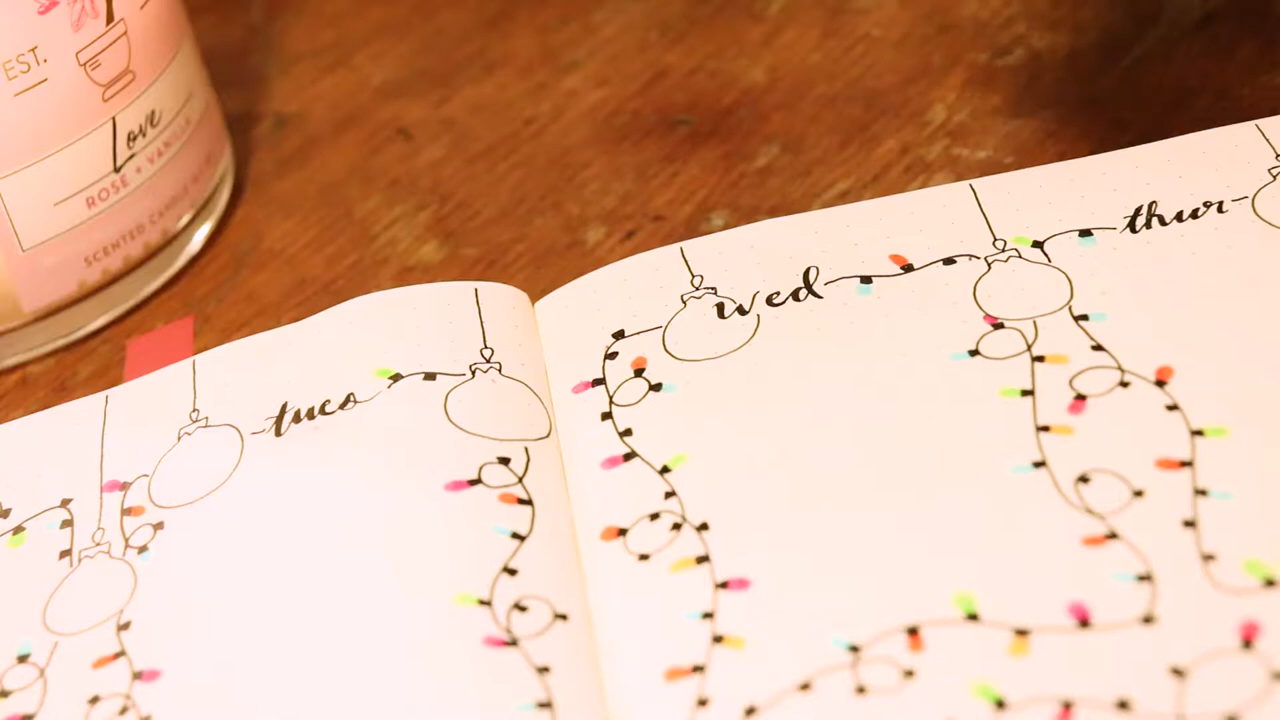 EST.
Love
ROSE + VANILLA
SCENTED CANDLE
tues
wed
thur